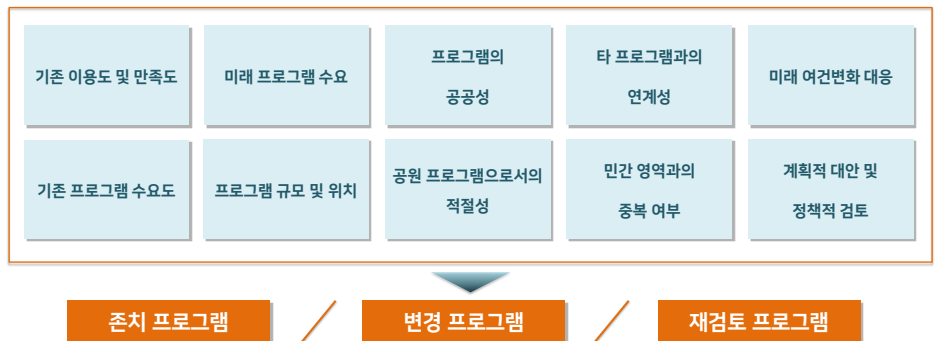 기존 이용도 및 만족도
미래 프로그램 수요
프로그램의
공공성
타 프로그램과의
연계성
미래 여건변화 대응
기존 프로그램 수요도
프로그램 규모 및 위치
공원 프로그램으로서의
적절성
민간 영역과의
중복 여부
계획적 대안 및
정책적 검토
존치 프로그램
변경 프로그램
재검토 프로그램